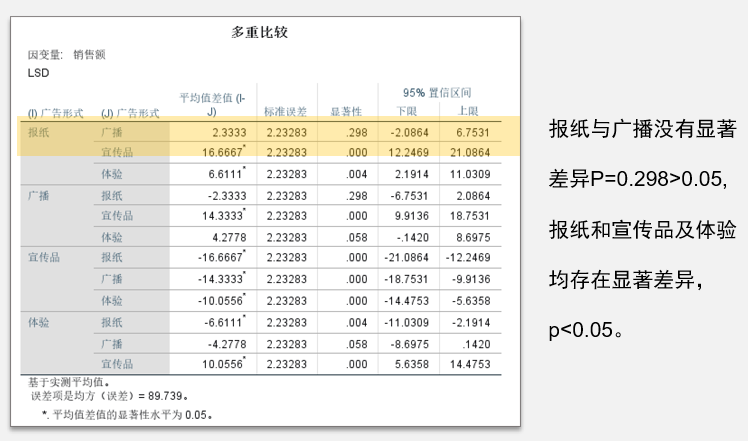 多重比较
因变量: 销售额
LSD
95% 置信区间
(I) 广告形式 (J) 广告形式 平均值差值 (I-J) 标准误差 显著性 下限 上限
报纸 广播 2.3333 2.23283 .298 -2.0864 6.7531
宣传品 16.6667* 2.23283 .000 12.2469 21.0864
体验 6.6111* 2.23283 .004 2.1914 11.0309
广播 报纸 -2.3333 2.23283 .298 -6.7531 2.0864
宣传品 14.3333* 2.23283 .000 9.9136 18.7531
体验 4.2778 2.23283 .058 -.1420 8.6975
宣传品 报纸 -16.6667* 2.23283 .000 -21.0864 -12.2469
广播 -14.3333* 2.23283 .000 -18.7531 -9.9136
体验 -10.0556* 2.23283 .000 -14.4753 -5.6358
体验 报纸 -6.6111* 2.23283 .004 -11.0309 -2.1914
广播 -4.2778 2.23283 .058 -8.6975 .1420
宣传品 10.0556* 2.23283 .000 5.6358 14.4753
基于实测平均值。
误差项是均方（误差）= 89.739。
*. 平均值差值的显著性水平为 0.05。
报纸与广播没有显著
差异P=0.298>0.05,
报纸和宣传品及体验
均存在显著差异，
p<0.05。